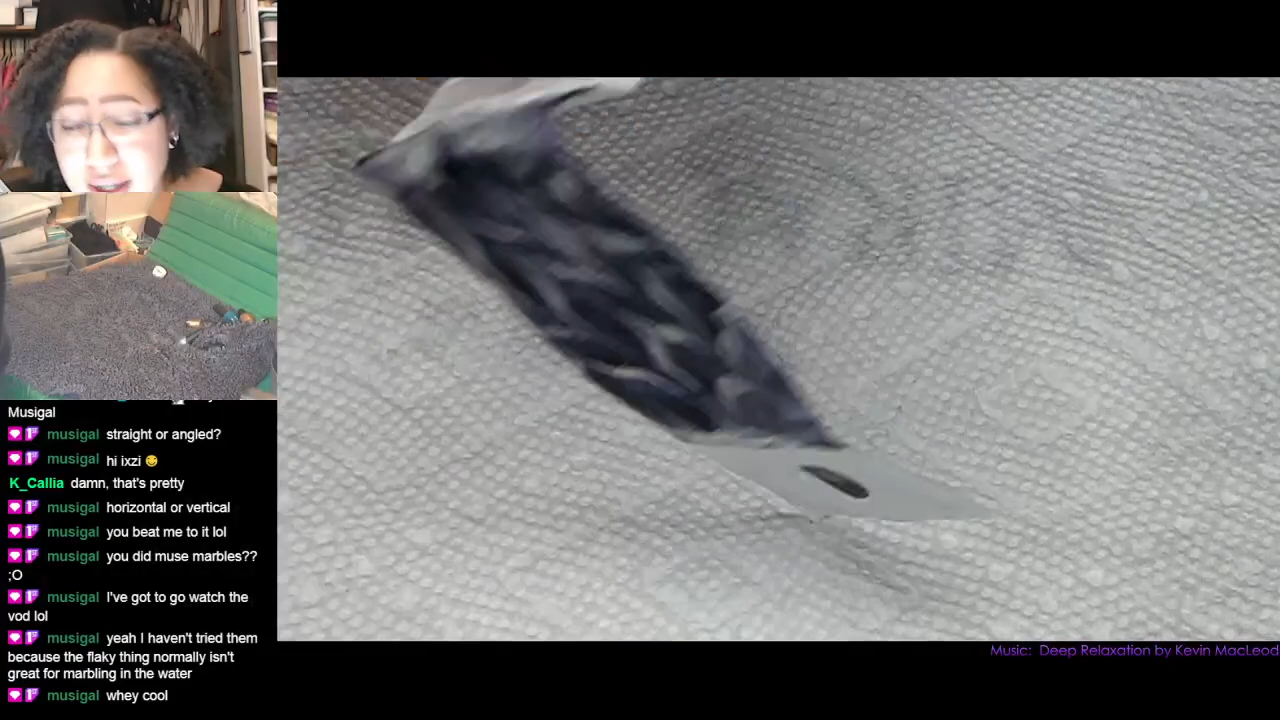 Musigal
musigal straight or angled?
musigal hi ixzi
K_Callia damn, that's pretty
musigal horizontal or vertical
musigal you beat me to it lol
musigal you did muse marbles??
;O
musigal I've got to go watch the
vod lol
musigal yeah I haven't tried them
because the flaky thing normally isn't
great for marbling in the water
musigal whey cool
Music: Deep Relaxation by Kevin MacLeod